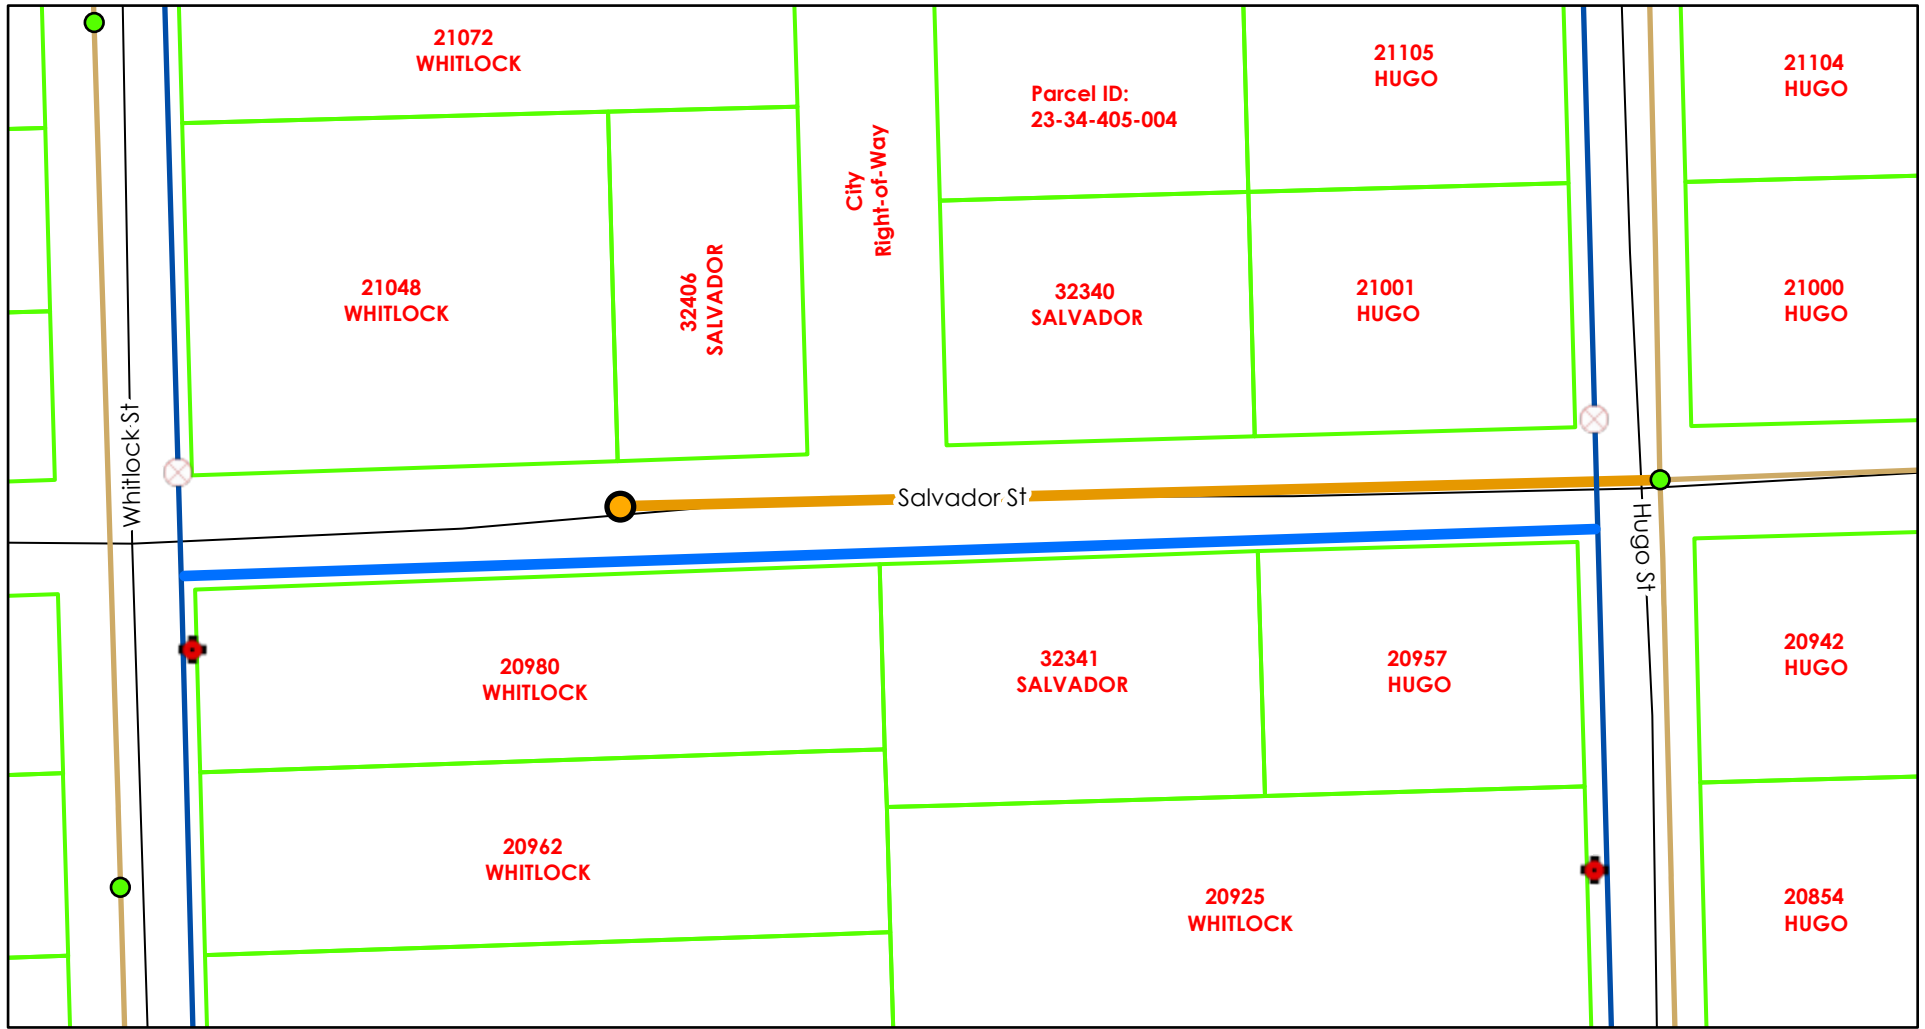 21072
WHITLOCK
Parcel ID:
23-34-405-004
21105
HUGO
21104
HUGO
City
Right-of-Way
21048
WHITLOCK
32406
SALVADOR
32340
SALVADOR
21001
HUGO
21000
HUGO
Whitlock St
Salvador St
Hugo St
20980
WHITLOCK
32341
SALVADOR
20957
HUGO
20942
HUGO
20962
WHITLOCK
20925
WHITLOCK
20854
HUGO